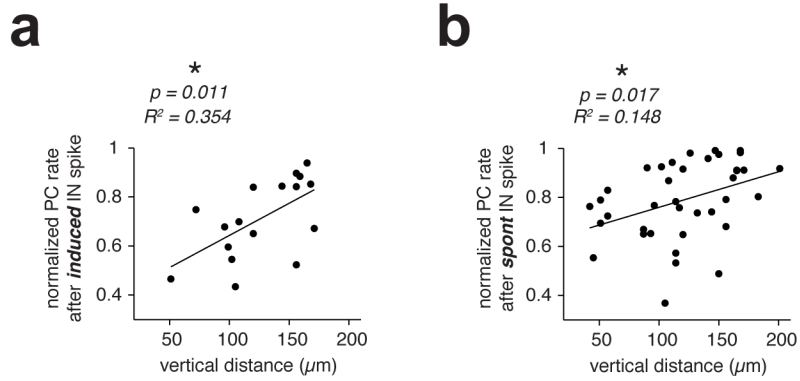 a
*
p = 0.011
R² = 0.354
normalized PC rate
after induced IN spike
1
0.8
0.6
0.4
50 100 150 200
vertical distance (µm)
b
*
p = 0.017
R² = 0.148
normalized PC rate
after spont IN spike
1
0.8
0.6
0.4
50 100 150 200
vertical distance (µm)